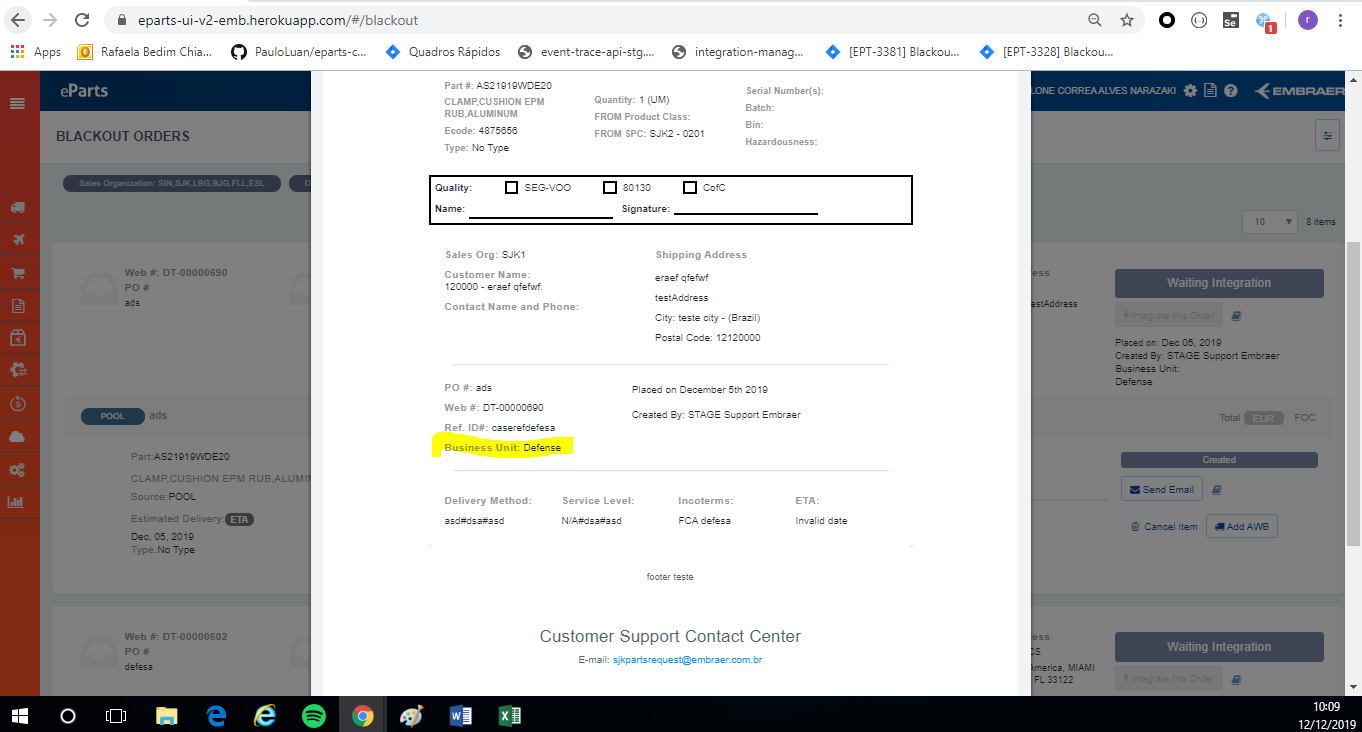 eparts-ui-v2-emb.herokuapp.com/#/blackout
1
r
Apps
Rafaela Bedim Chia...
PauloLuan/eparts-c...
Quadros Rápidos
event-trace-api-stg....
integration-manag...
[EPT-3381] Blackou...
[EPT-3328] Blackou...
eParts
LONE CORREA ALVES NARAZAKI
EMBRAER
BLACKOUT ORDERS
Sales Organization: SIN,SJK,LBG,BJG,FLL,ESL
D
10
8 items
Part #: AS21919WDE20
CLAMP,CUSHION EPM
RUB,ALUMINUM
Ecode: 4875656
Type: No Type
Quantity: 1 (UM)
FROM Product Class:
FROM SPC: SJK2 - 0201
Serial Number(s):
Batch:
Bin:
Hazardousness:
Quality:
SEG-VOO
80130
CofC
Name:
Signature:
Sales Org: SJK1
Customer Name:
120000 - eraef qfefwf.
Contact Name and Phone:
Shipping Address
eraef qfefwf
testAddress
City: teste city - (Brazil)
Postal Code: 12120000
PO #: ads
Web #: DT-00000690
Ref. ID#: caserefdefesa
Business Unit: Defense
Placed on December 5th 2019
Created By: STAGE Support Embraer
Delivery Method:
asd#dsa#asd
Service Level:
N/A#dsa#asd
Incoterms:
FCA defesa
ETA:
Invalid date
footer teste
Customer Support Contact Center
E-mail: sjkpartsrequest@embraer.com.br
Web #: DT-00000690
PO #
ads
ess
estAddress
Waiting Integration
Integrate this Order
Placed on: Dec 05, 2019
Created By: STAGE Support Embraer
Business Unit:
Defense
POOL
ads
Total
EUR
FOC
Part:AS21919WDE20
CLAMP,CUSHION EPM RUB,ALUMIN
Source:POOL
Estimated Delivery:
ETA
Dec, 05, 2019
Type:No Type
Created
Send Email
Cancel item
Add AWB
Web #: DT-00000602
PO #
defesa
ess
CS
America, MIAMI
FL 33122
Waiting Integration
Integrate this Order
10:09
12/12/2019